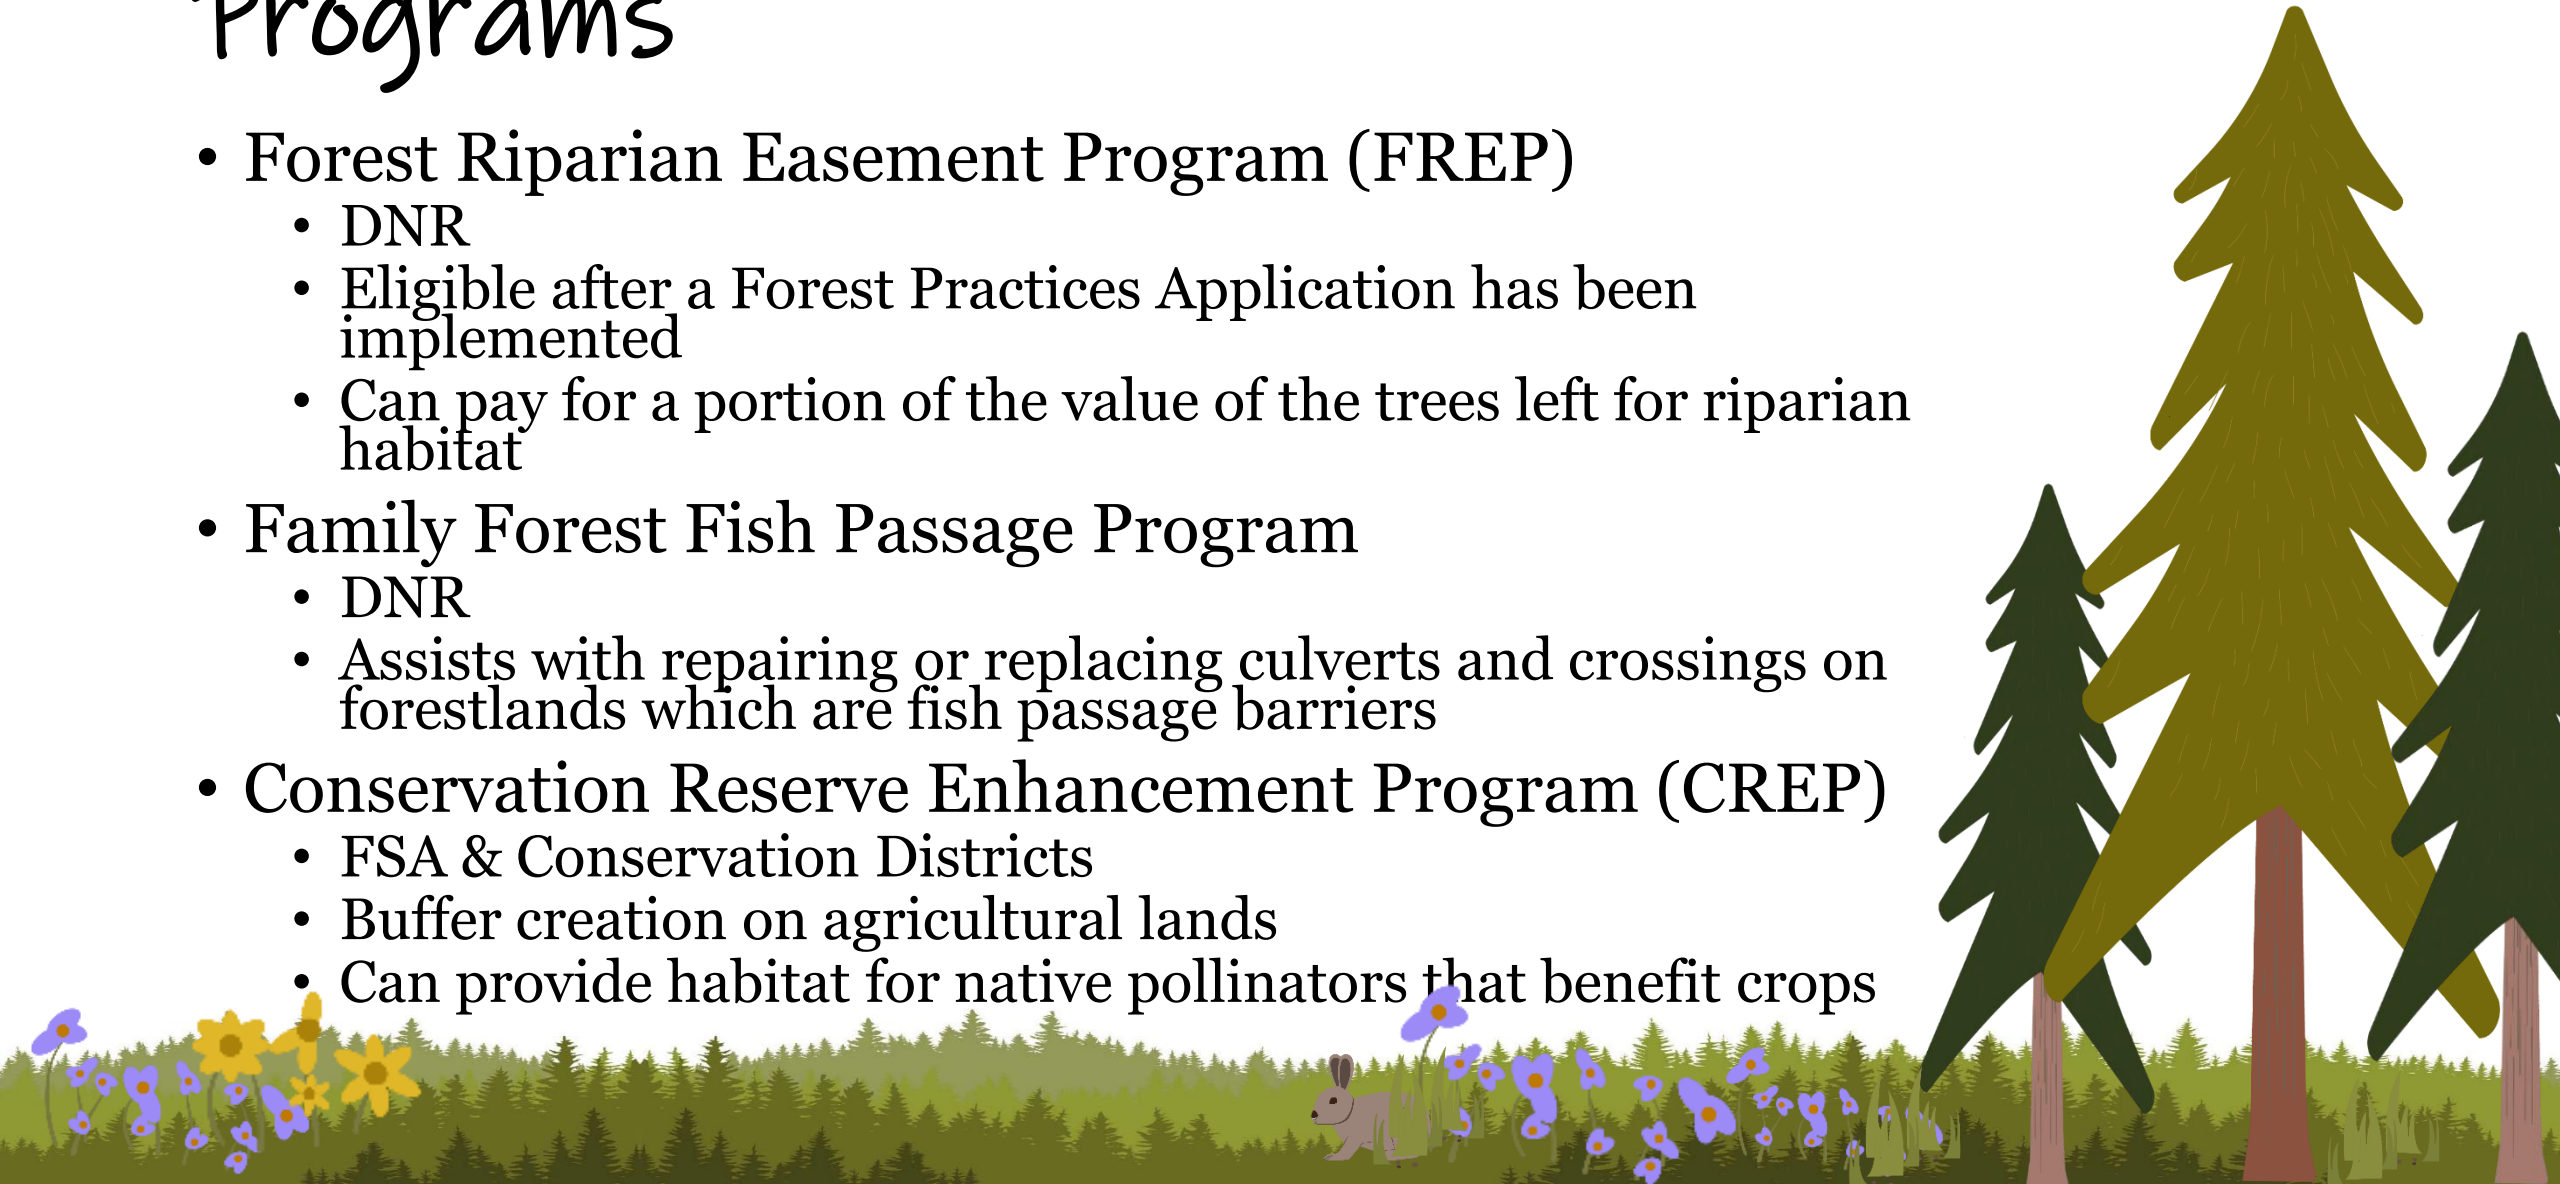 Programs
• Forest Riparian Easement Program (FREP)
• DNR
• Eligible after a Forest Practices Application has been
implemented
• Can pay for a portion of the value of the trees left for riparian
habitat
• Family Forest Fish Passage Program
• DNR
• Assists with repairing or replacing culverts and crossings on
forestlands which are fish passage barriers
• Conservation Reserve Enhancement Program (CREP)
• FSA & Conservation Districts
• Buffer creation on agricultural lands
• Can provide habitat for native pollinators that benefit crops